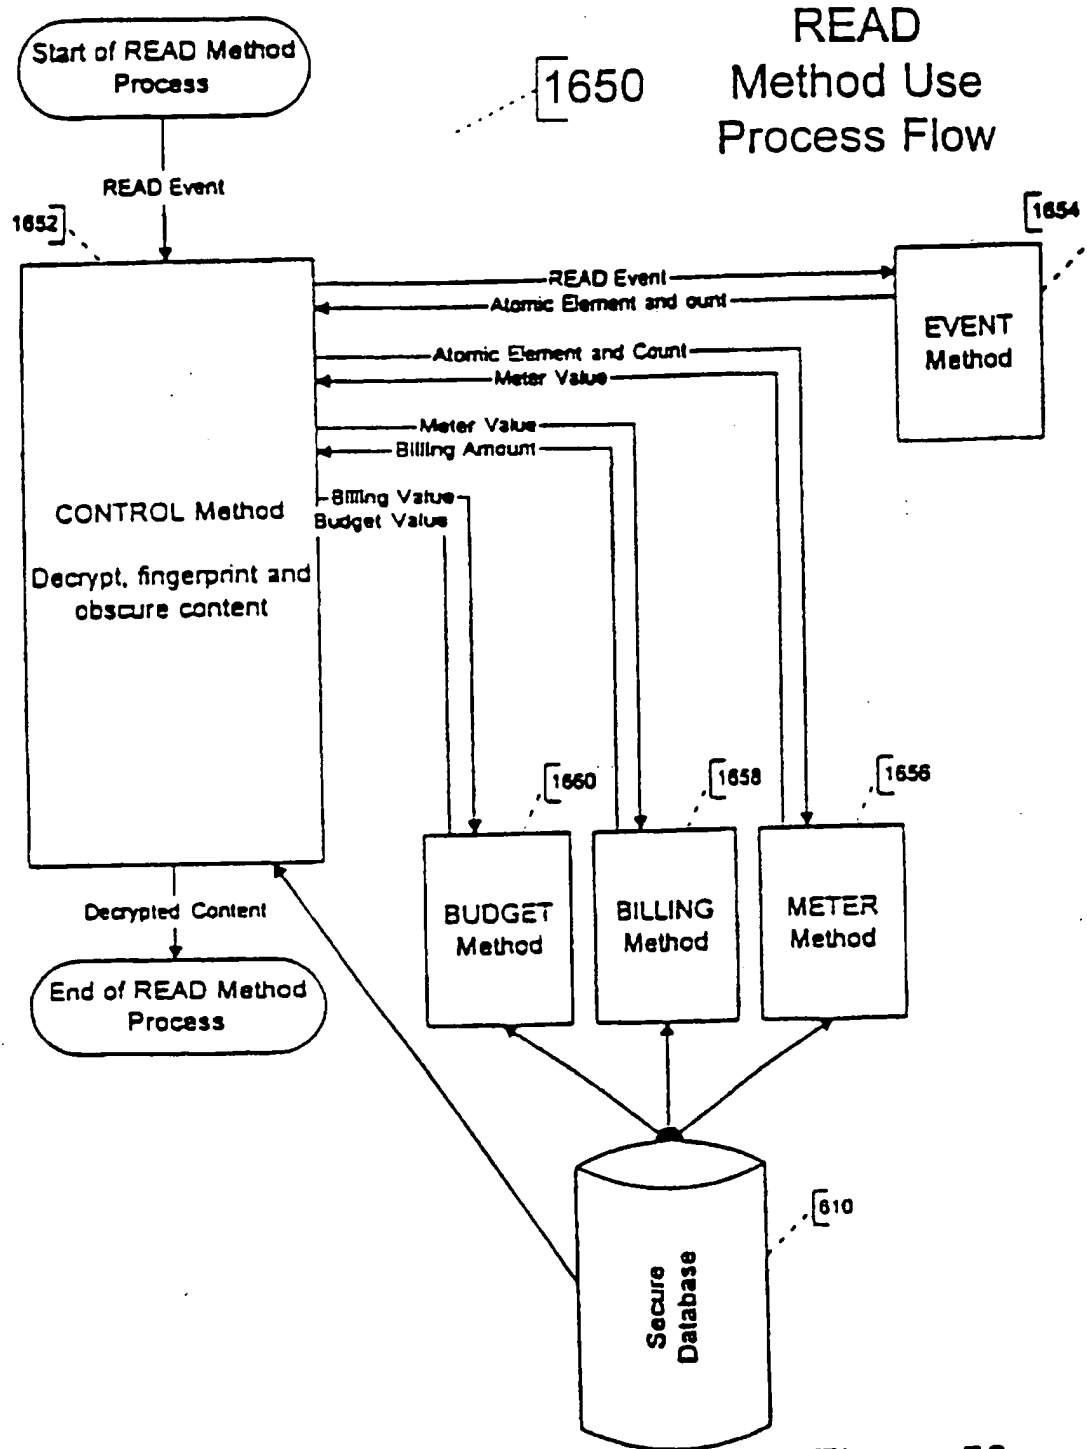 READ
Method Use
Process Flow
1650
Start of READ Method
Process
READ Event
1652
1654
READ Event
Atomic Element and ount
EVENT
Method
Atomic Element and Count
Meter Value
Meter Value
Billing Amount
Billing Value
Budget Value
CONTROL Method
Decrypt, fingerprint and
obscure content
1660
1658
1656
BUDGET
Method
BILLING
Method
METER
Method
Decrypted Content
End of READ Method
Process
610
Secure
Database